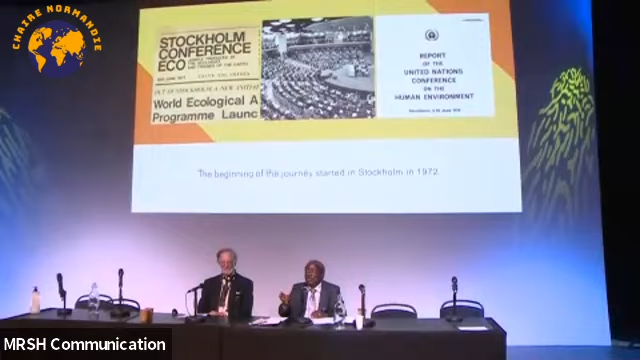 CHAIRE NORMANDIE
STOCKHOLM
CONFERENCE
ECO
World Ecological A
Programme Launc
REPORT
OF THE
UNITED NATIONS
CONFERENCE
ON THE
HUMAN ENVIRONMENT
The beginning of the journey started in Stockholm in 1972
MRSH Communication